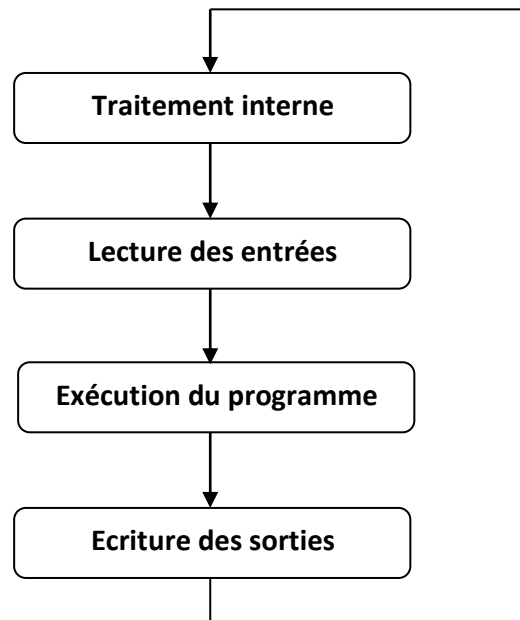 Traitement interne
Lecture des entrées
Exécution du programme
Ecriture des sorties